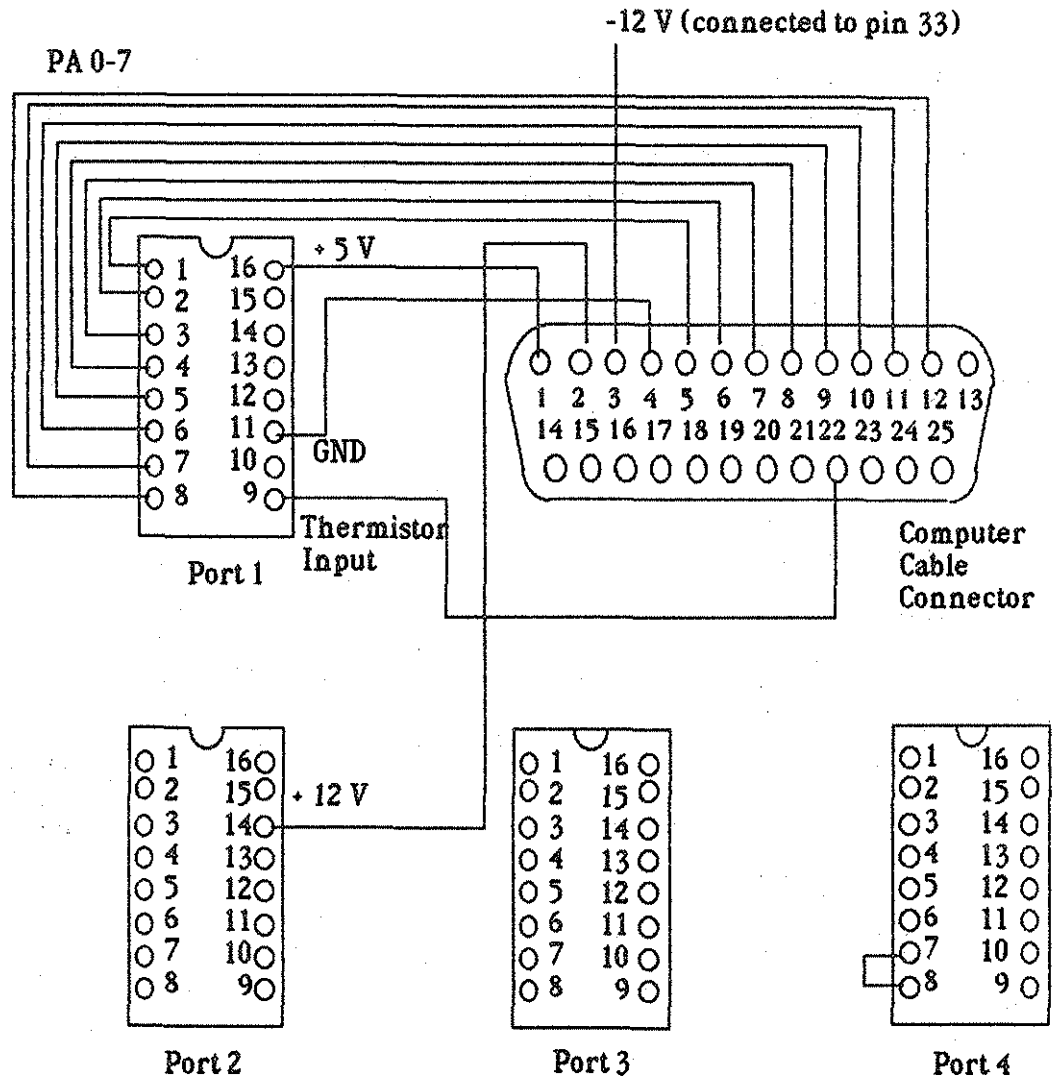 -12 V (connected to pin 33)
PA 0-7
+ 5 V
1 16
2 15
3 14
4 13
5 12
6 11
7 10
8 9
GND
Thermistor
Input
Port 1
1 2 3 4 5 6 7 8 9 10 11 12 13
14 15 16 17 18 19 20 21 22 23 24 25
Computer
Cable
Connector
1 16
2 15
3 14
4 13
5 12
6 11
7 10
8 9
+ 12 V
Port 2
1 16
2 15
3 14
4 13
5 12
6 11
7 10
8 9
Port 3
1 16
2 15
3 14
4 13
5 12
6 11
7 10
8 9
Port 4